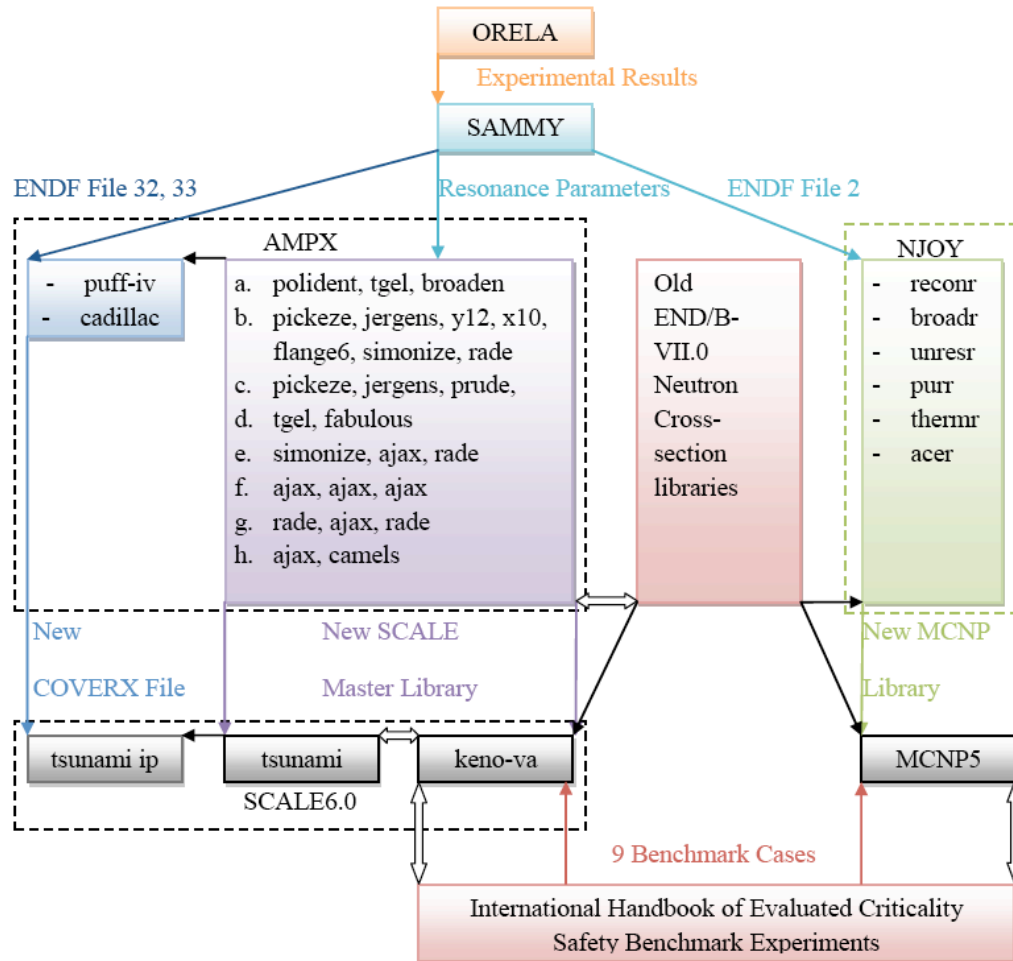 ORELA
Experimental Results
SAMMY
ENDF File 32, 33
Resonance Parameters
ENDF File 2
AMPX
- puff-iv
- cadillac
a. polident, tgel, broaden
b. pickeze, jergens, y12, x10,
flange6, simonize, rade
c. pickeze, jergens, prude,
d. tgel, fabulous
e. simonize, ajax, rade
f. ajax, ajax, ajax
g. rade, ajax, rade
h. ajax, camels
Old
END/B-
VII.0
Neutron
Cross-
section
libraries
NJOY
- reconr
- broadr
- unresr
- purr
- thermr
- acer
New
COVERX File
New SCALE
Master Library
New MCNP
Library
tsunami ip
tsunami
keno-va
MCNP5
SCALE6.0
9 Benchmark Cases
International Handbook of Evaluated Criticality
Safety Benchmark Experiments